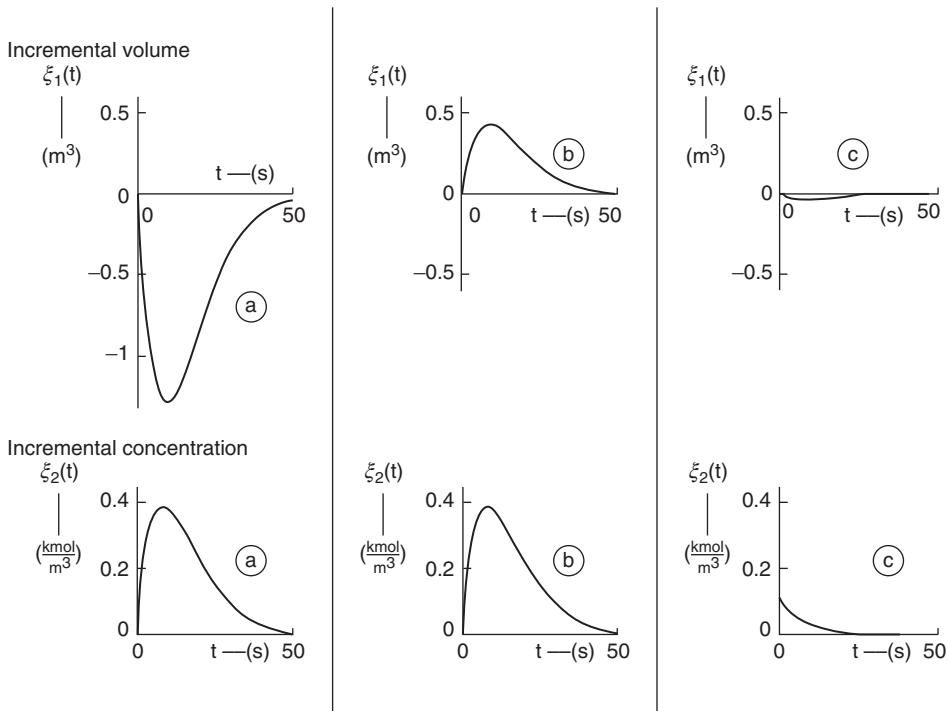 Incremental volume
ξ1(t) ξ1(t) ξ1(t)
0.5 0.5 0.5
(m³) (m³) (m³)
b c
t —(s)
0 0 0
0 50 0 t —(s) 50 0 t —(s) 50
−0.5 −0.5 −0.5
a
−1
Incremental concentration
ξ2(t) ξ2(t) ξ2(t)
0.4 0.4 0.4
(kmol/m³) (kmol/m³) (kmol/m³)
a b c
0.2 0.2 0.2
0 0 0
0 t —(s) 50 0 t —(s) 50 0 t —(s) 50